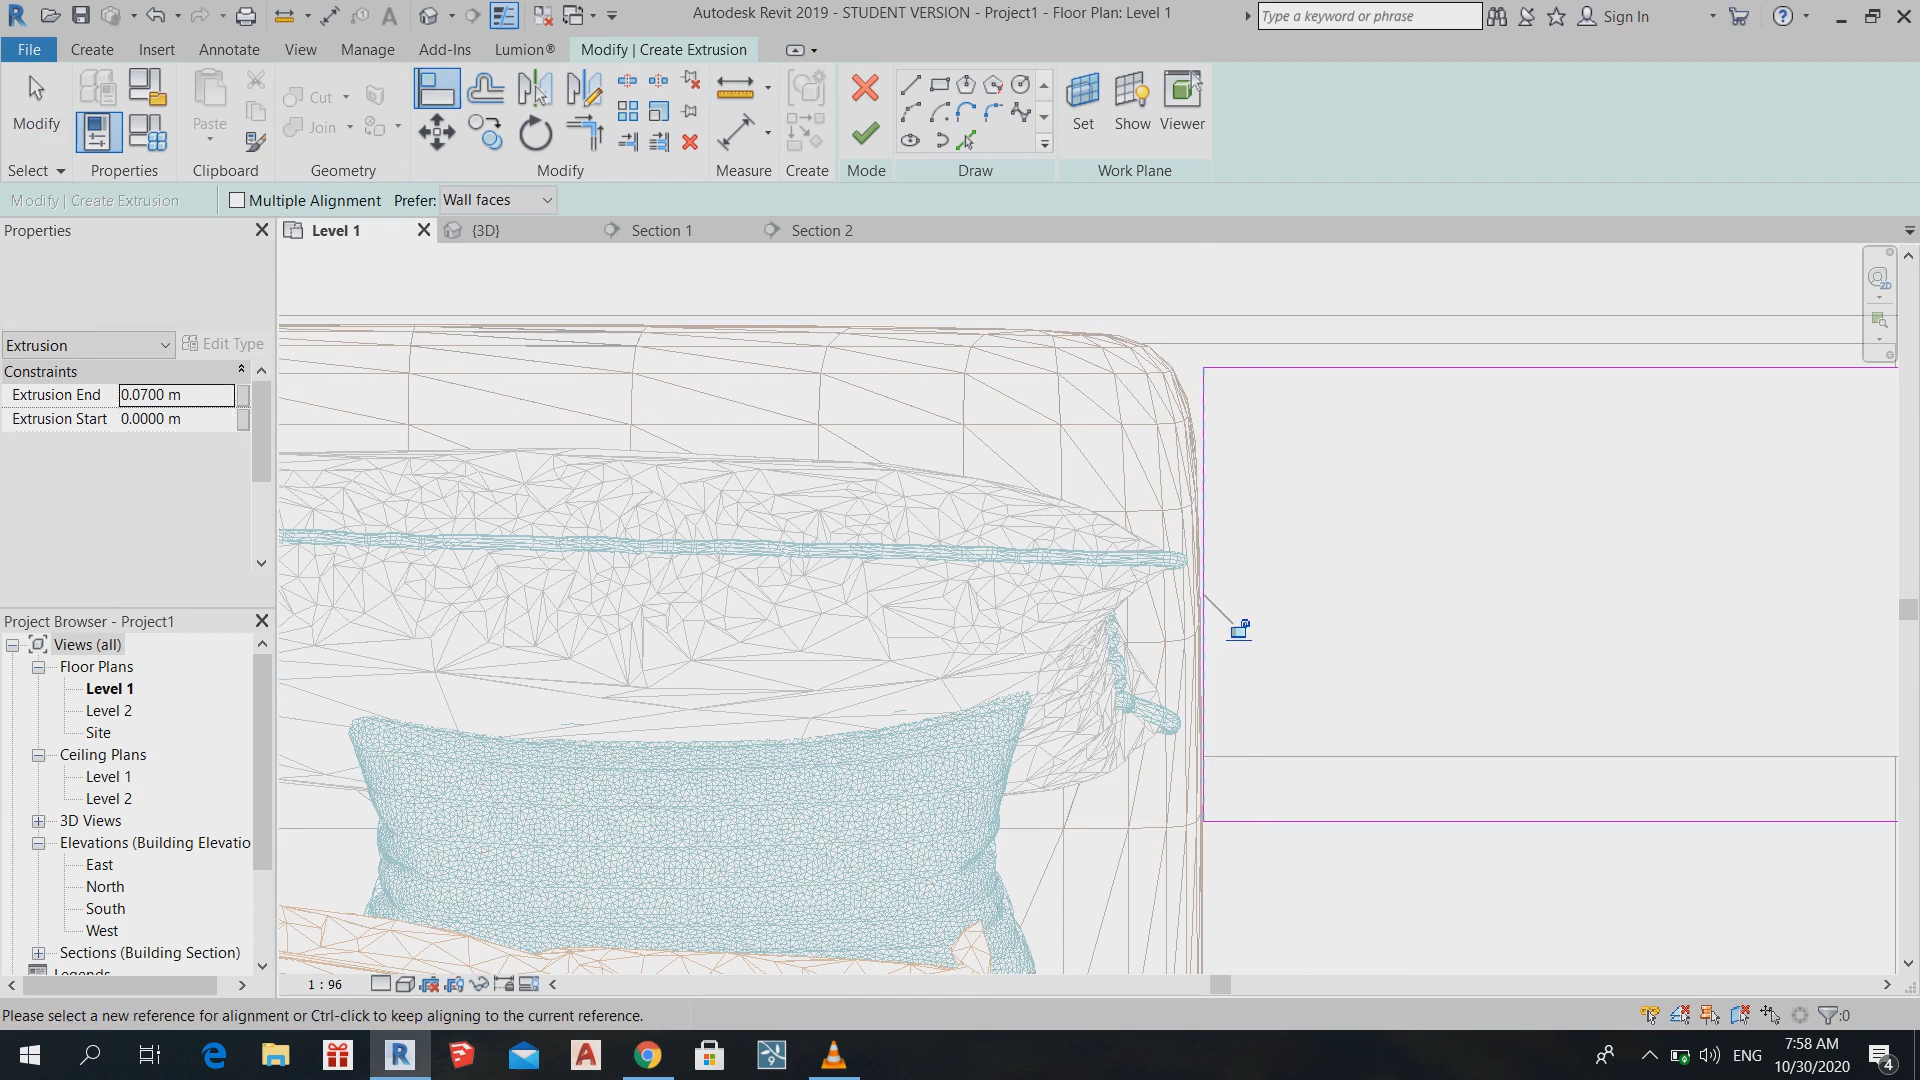 Autodesk Revit 2019 - STUDENT VERSION - Project1 - Floor Plan: Level 1
Type a keyword or phrase
Sign In
File Create Insert Annotate View Manage Add-Ins Lumion® Modify | Create Extrusion
Modify
Paste
Cut
Join
Set Show Viewer
Select Properties Clipboard Geometry Modify Measure Create Mode Draw Work Plane
Modify | Create Extrusion
Multiple Alignment Prefer: Wall faces
Properties
Level 1
{3D}
Section 1
Section 2
Extrusion
Edit Type
Constraints
Extrusion End 0.0700 m
Extrusion Start 0.0000 m
Project Browser - Project1
Views (all)
Floor Plans
Level 1
Level 2
Site
Ceiling Plans
Level 1
Level 2
3D Views
Elevations (Building Elevatio
East
North
South
West
Sections (Building Section)
Legends
2D
1 : 96
Please select a new reference for alignment or Ctrl-click to keep aligning to the current reference.
:0
ENG
7:58 AM
10/30/2020
4